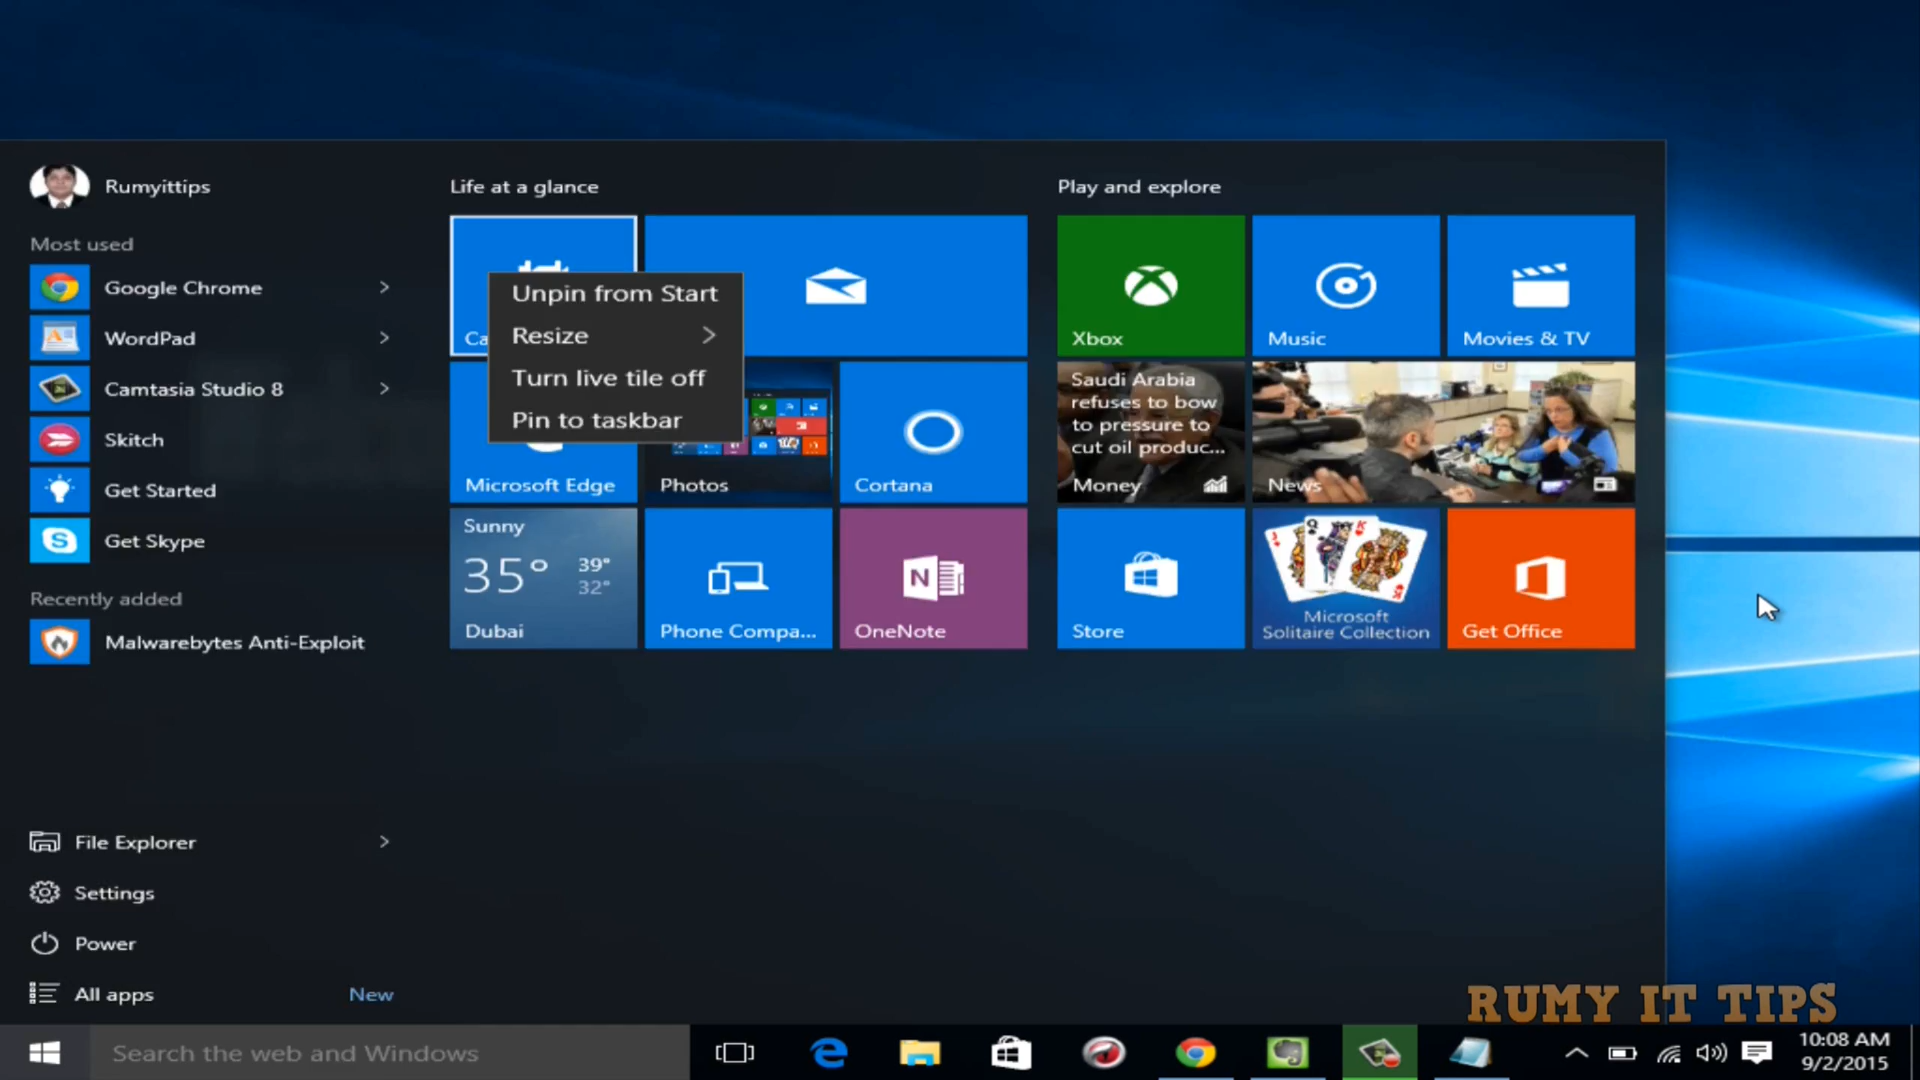 Rumyittips
Most used
Google Chrome
WordPad
Camtasia Studio 8
Skitch
Get Started
Get Skype
Recently added
Malwarebytes Anti-Exploit
File Explorer
Settings
Power
All apps
New
Life at a glance
Ca
Unpin from Start
Resize
Turn live tile off
Pin to taskbar
Microsoft Edge
Photos
Cortana
Sunny
35° 39°
32°
Dubai
Phone Compa...
N
OneNote
Play and explore
Xbox
Music
Movies & TV
Saudi Arabia
refuses to bow
to pressure to
cut oil produc...
Money
News
Store
Microsoft
Solitaire Collection
Get Office
RUMY IT TIPS
Search the web and Windows
10:08 AM
9/2/2015